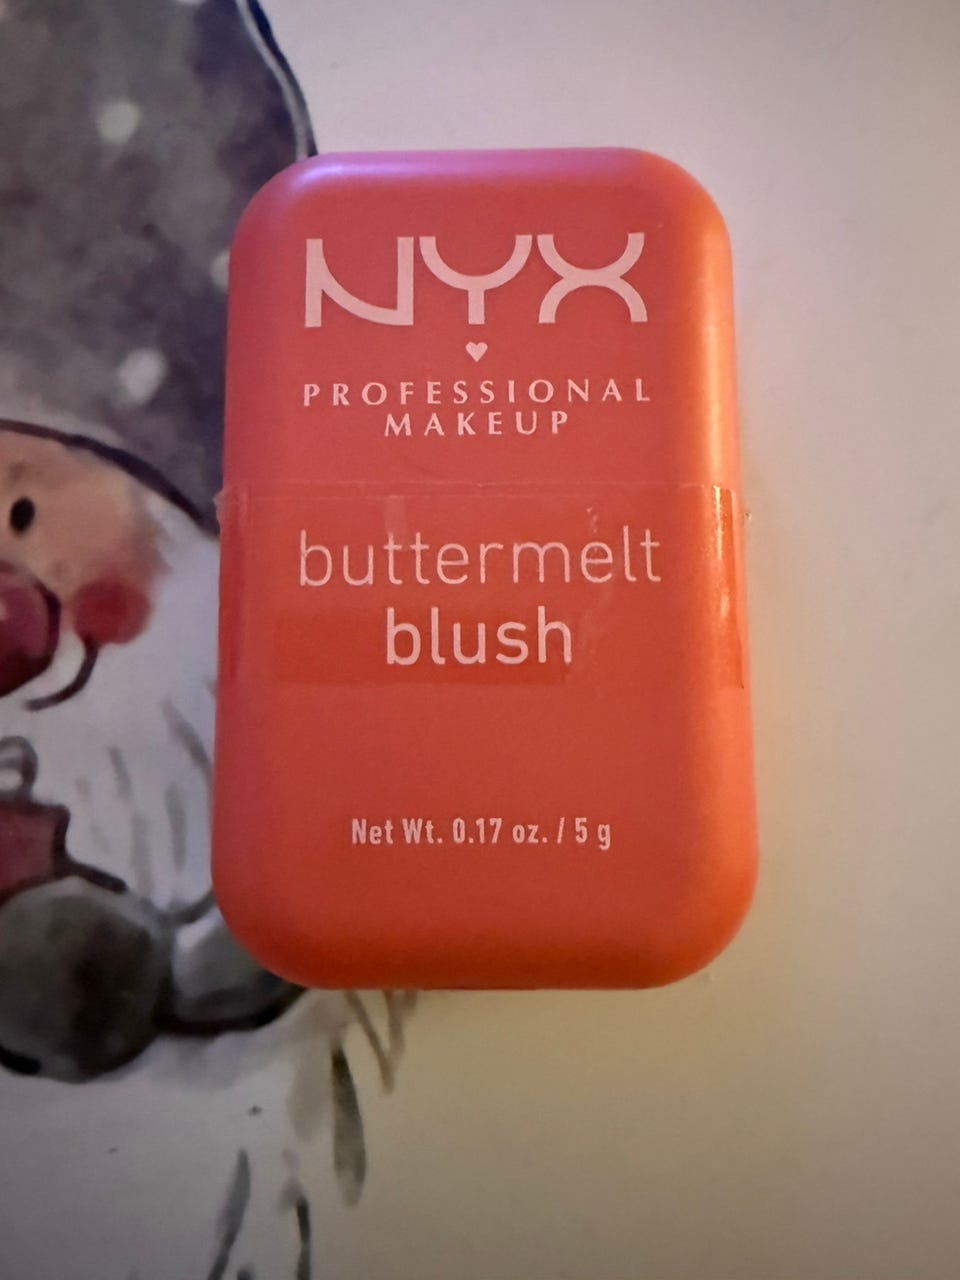 NYX
PROFESSIONAL
MAKEUP
buttermelt
blush
Net Wt. 0.17 oz. / 5 g